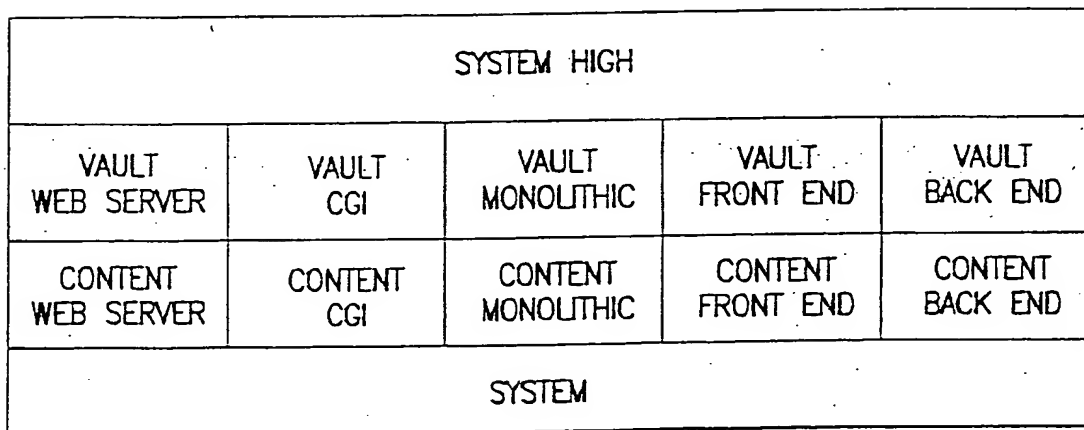 SYSTEM HIGH
VAULT
WEB SERVER
VAULT
CGI
VAULT
MONOLITHIC
VAULT
FRONT END
VAULT
BACK END
CONTENT
WEB SERVER
CONTENT
CGI
CONTENT
MONOLITHIC
CONTENT
FRONT END
CONTENT
BACK END
SYSTEM